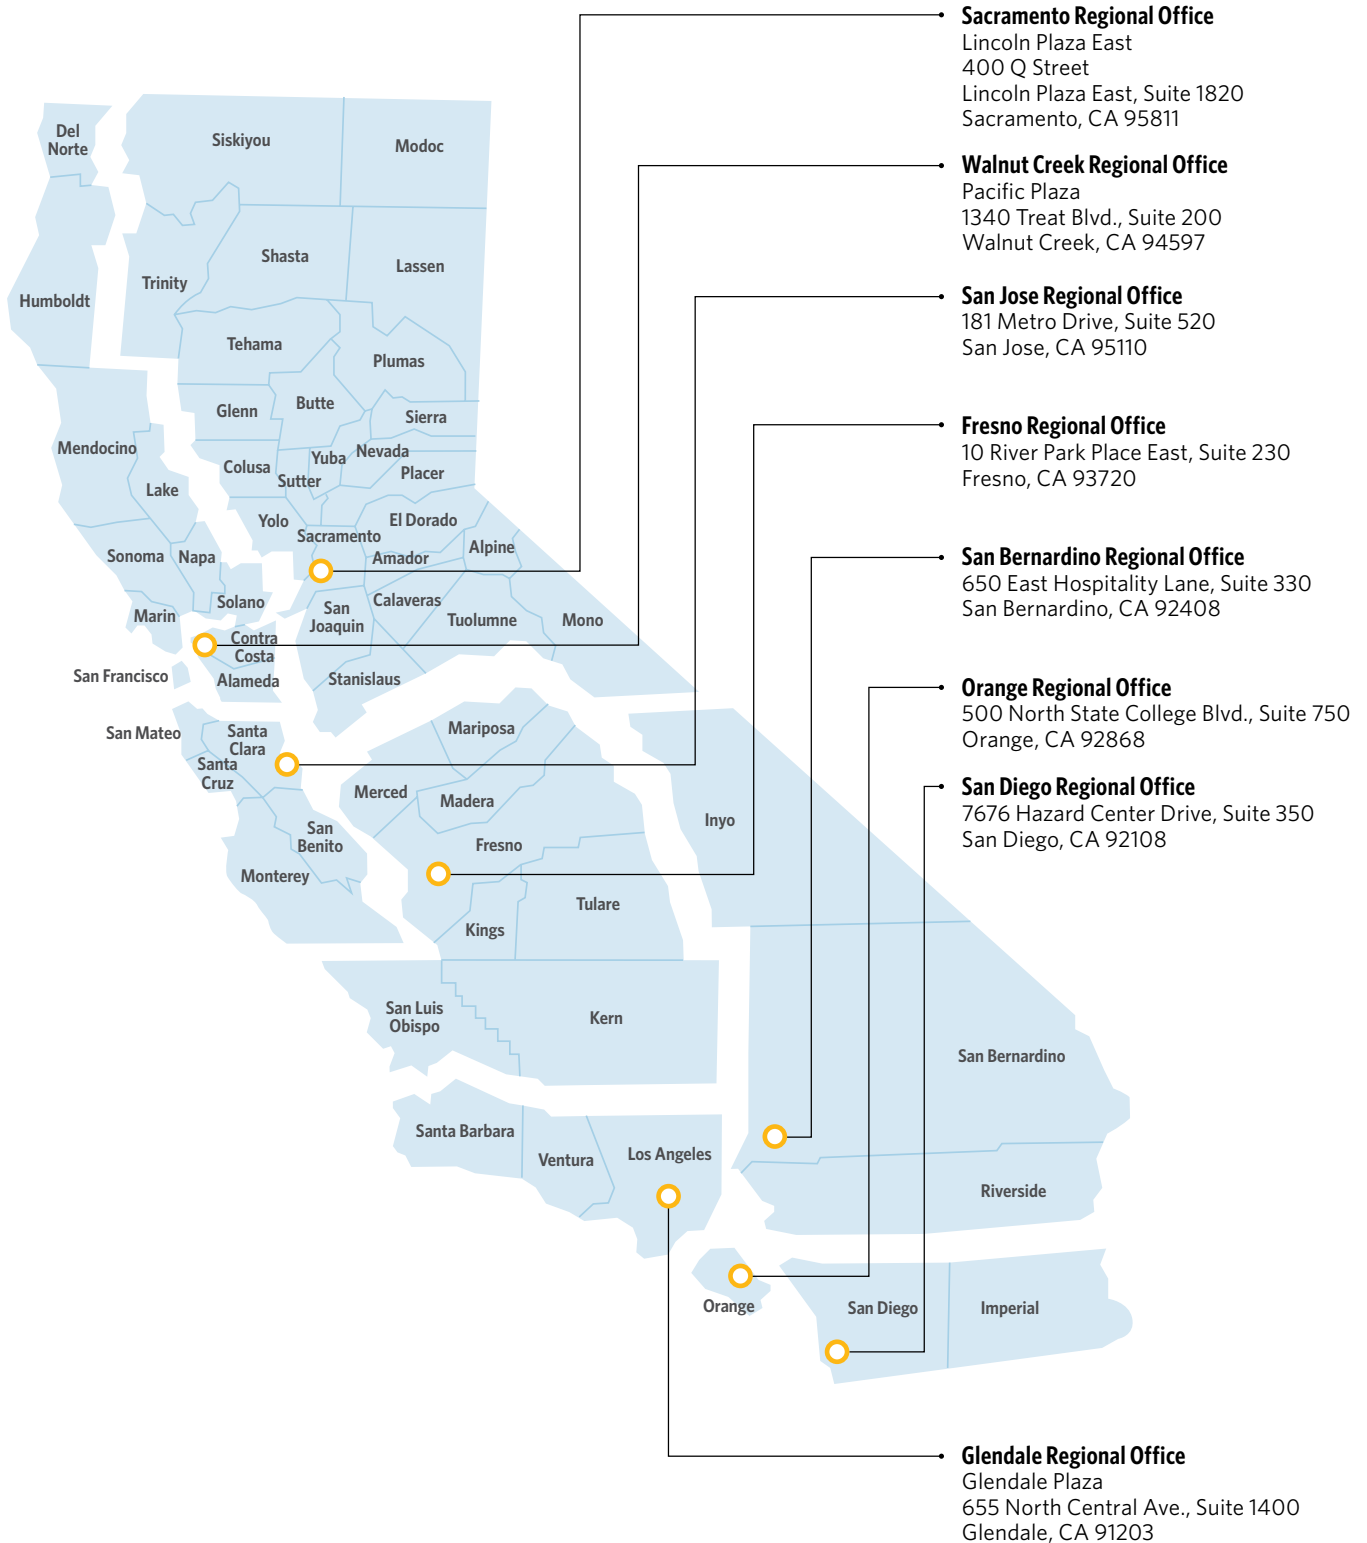 Sacramento Regional Office
Lincoln Plaza East
400 Q Street
Lincoln Plaza East, Suite 1820
Sacramento, CA 95811
Walnut Creek Regional Office
Pacific Plaza
1340 Treat Blvd., Suite 200
Walnut Creek, CA 94597
San Jose Regional Office
181 Metro Drive, Suite 520
San Jose, CA 95110
Fresno Regional Office
10 River Park Place East, Suite 230
Fresno, CA 93720
San Bernardino Regional Office
650 East Hospitality Lane, Suite 330
San Bernardino, CA 92408
Orange Regional Office
500 North State College Blvd., Suite 750
Orange, CA 92868
San Diego Regional Office
7676 Hazard Center Drive, Suite 350
San Diego, CA 92108
Glendale Regional Office
Glendale Plaza
655 North Central Ave., Suite 1400
Glendale, CA 91203
Del
Norte
Siskiyou
Modoc
Humboldt
Trinity
Shasta
Lassen
Tehama
Plumas
Glenn
Butte
Sierra
Mendocino
Colusa
Yuba
Nevada
Sutter
Placer
Lake
Yolo
El Dorado
Sacramento
Sonoma
Napa
Amador
Alpine
Solano
Marin
San
Joaquin
Calaveras
Tuolumne
Mono
Contra
Costa
San Francisco
Alameda
Stanislaus
San Mateo
Santa
Clara
Santa
Cruz
Mariposa
Merced
Madera
Inyo
San
Benito
Fresno
Monterey
Tulare
Kings
San Luis
Obispo
Kern
San Bernardino
Santa Barbara
Ventura
Los Angeles
Riverside
Orange
San Diego
Imperial